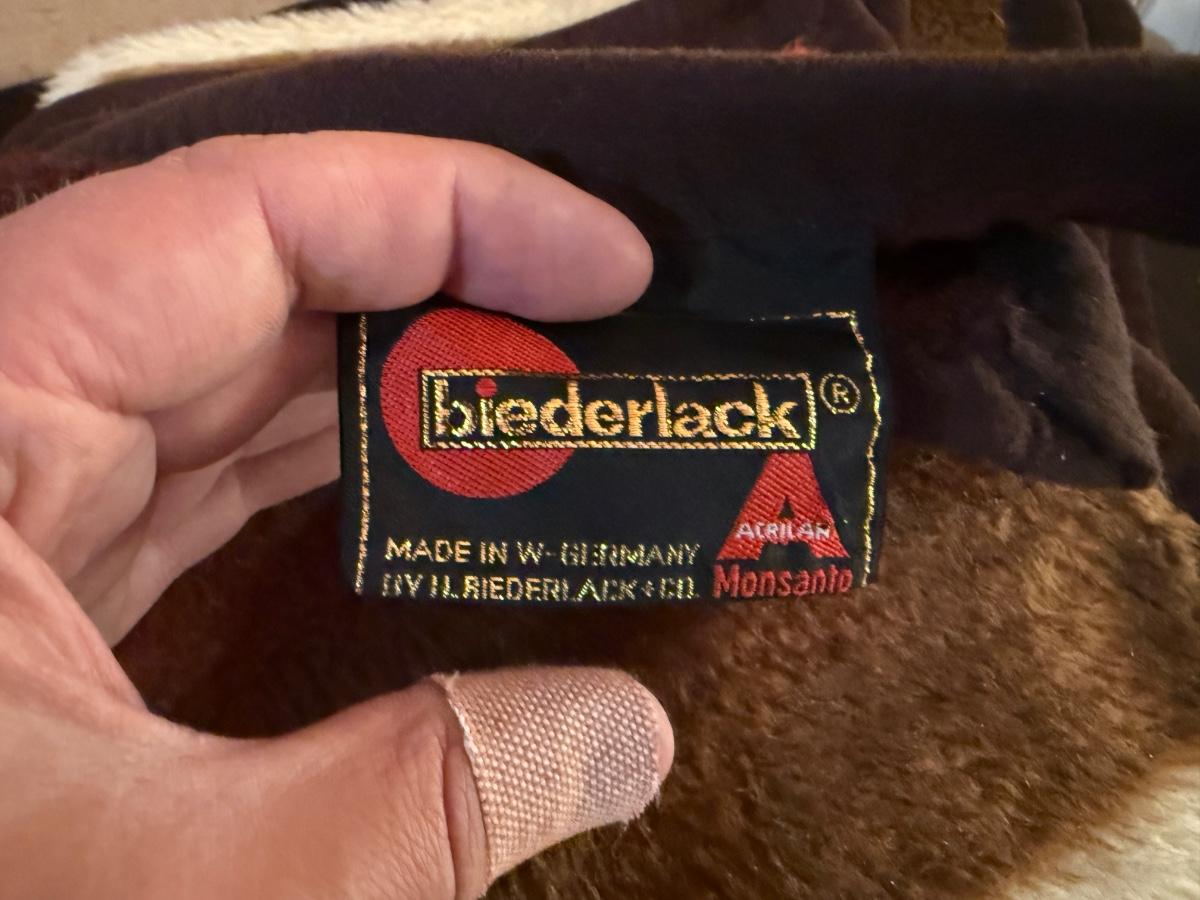 biederlack ®
ACRILAN
MADE IN W-GERMANY
BY H.BIEDERLACK+CO.
Monsanto